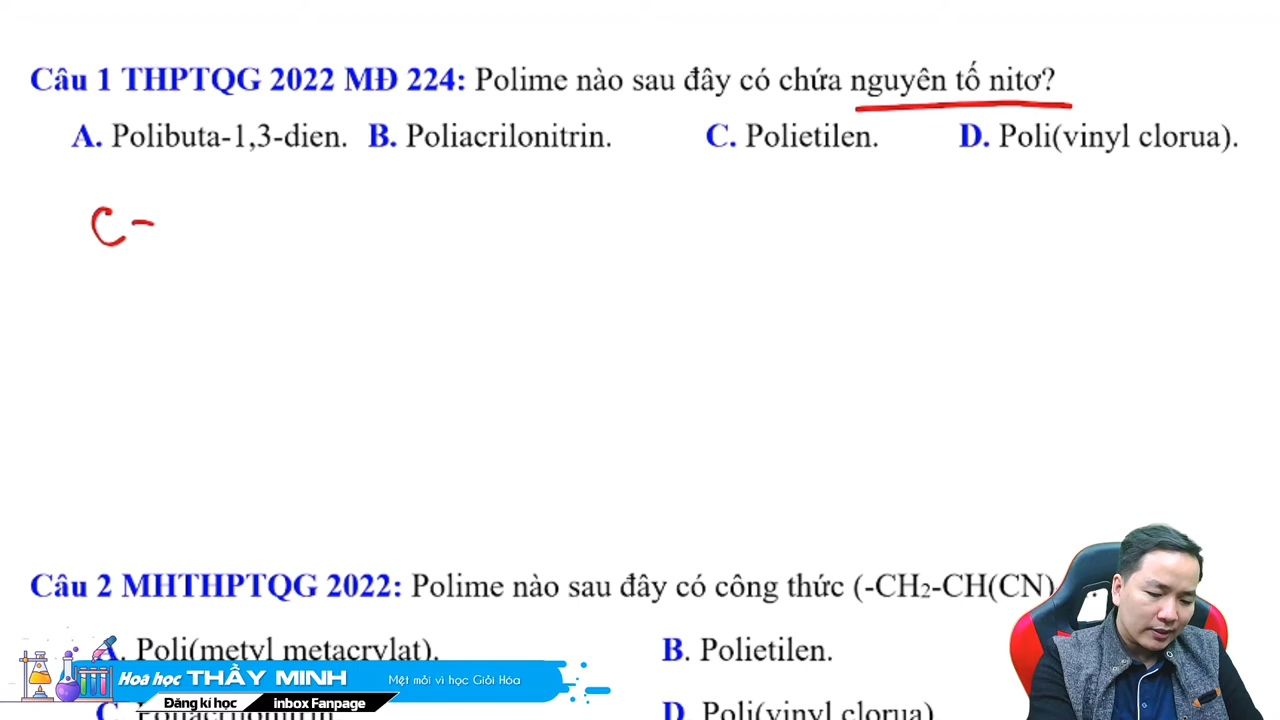 Câu 1 THPTQG 2022 MĐ 224: Polime nào sau đây có chứa nguyên tố nitơ?
A. Polibuta-1,3-dien. B. Poliacrilonitrin. C. Polietilen. D. Poli(vinyl clorua).
C-
Câu 2 MHTHPTQG 2022: Polime nào sau đây có công thức (-CH₂-CH(CN)
A. Poli(metyl metacrylat). B. Polietilen.
Hoá học THẦY MINH Mệt mỏi vì học Giỏi Hóa
Đăng kí học inbox Fanpage
C. Poliacrilonitrin. D. Poli(vinyl clorua)